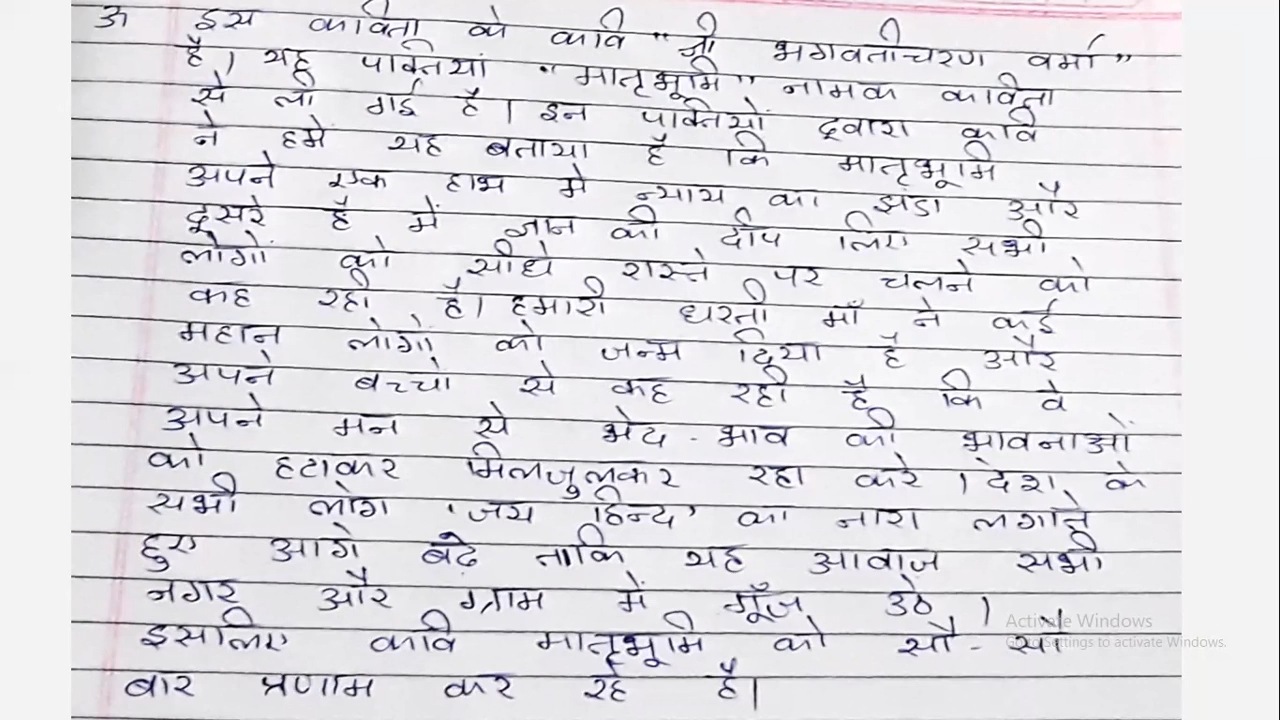 उ इस कविता के कवि "श्री भगवतीचरण वर्मा"
है। यह पंक्तियां "मातृभूमि" नामक कविता
से ली गई है। इन पंक्तियों द्वारा कवि
ने हमें यह बताया है कि मातृभूमि
अपने एक हाथ में न्याय का झंडा और
दूसरे है में ज्ञान की दीप लिए सभी
लोगों को सीधे रास्ते पर चलने को
कह रही है। हमारी धरती माँ ने कई
महान लोगों को जन्म दिया है और
अपने बच्चों से कह रही है कि वे
अपने मन से भेद-भाव की भावनाओं
को हटाकर मिलजुलकर रहा करे। देश के
सभी लोग 'जय हिन्द' का नारा लगाते
हुए आगे बढ़े ताकि यह आवाज सभी
नगर और ग्राम में गूँज उठे।
इसलिए कवि मातृभूमि को सौ-सौ
बार प्रणाम कर रहे है।
Activate Windows
Go to Settings to activate Windows.